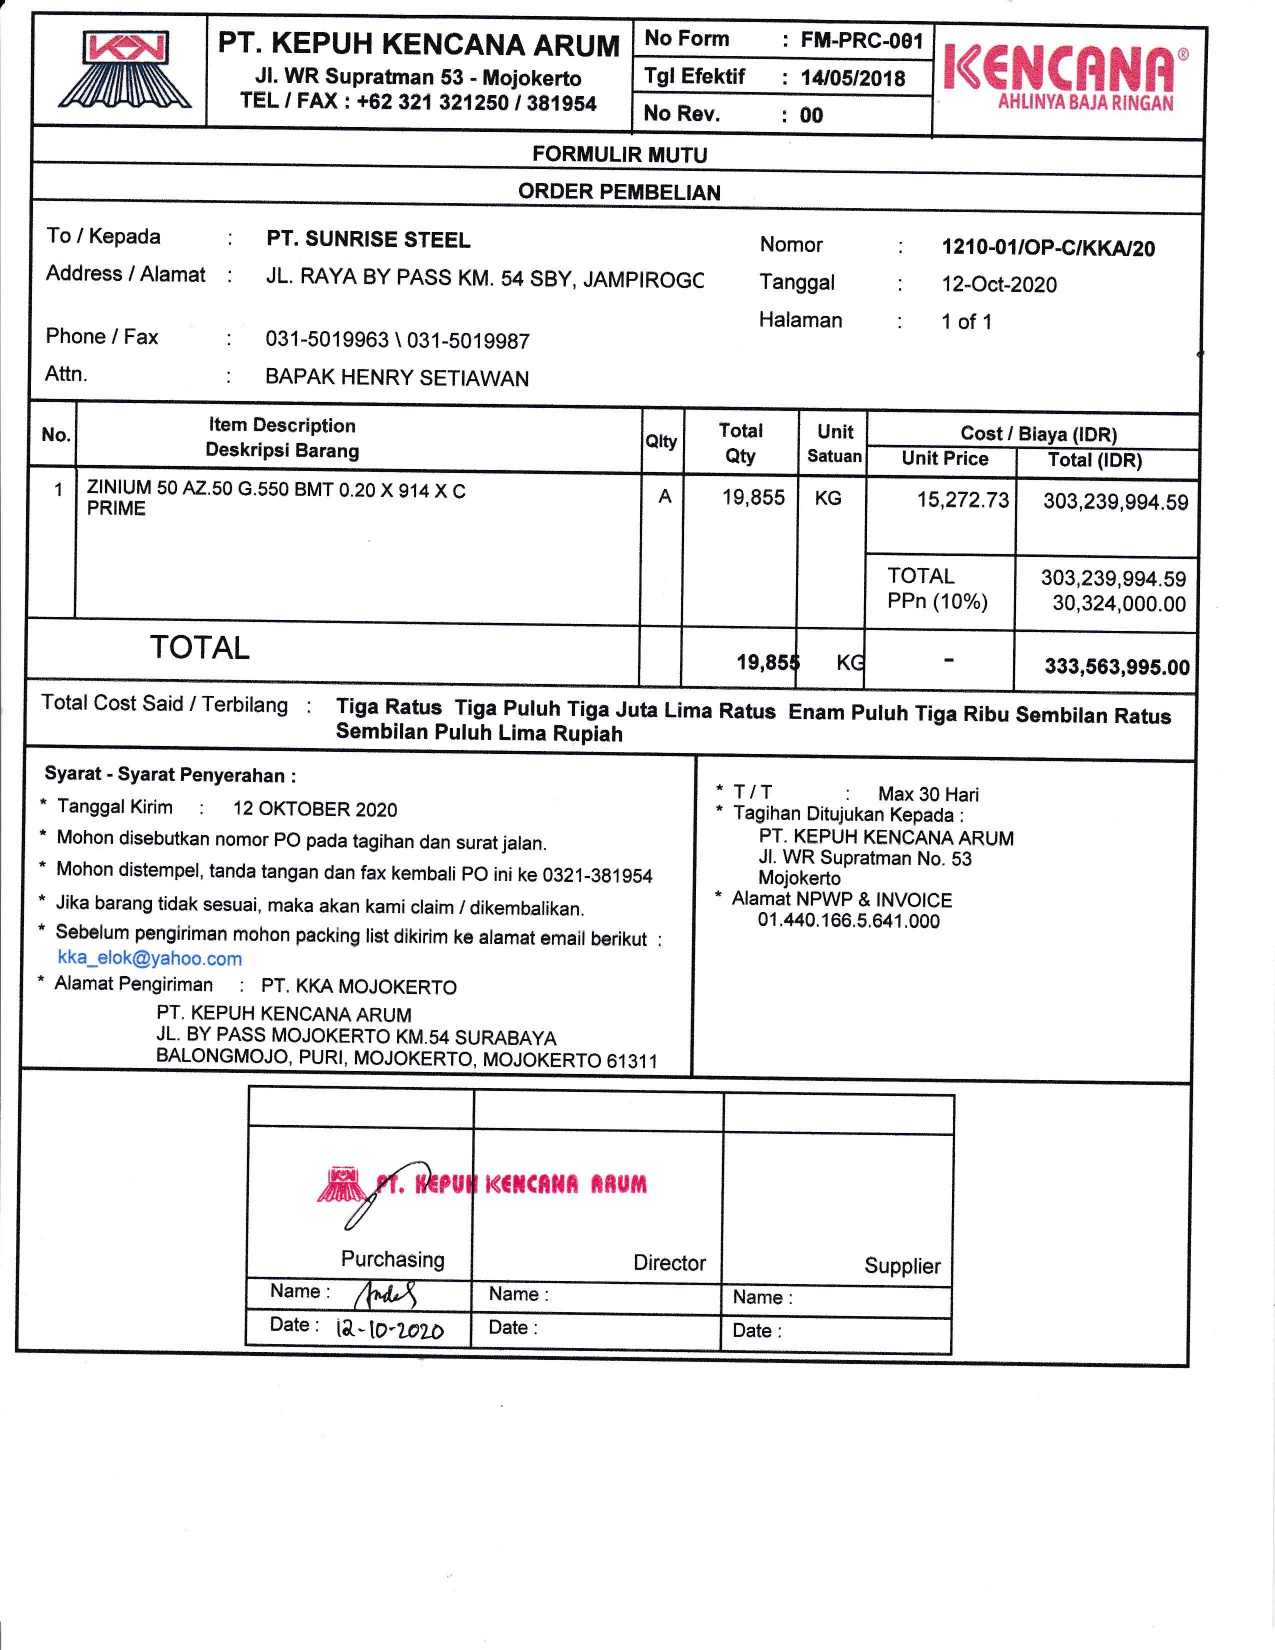 PT. KEPUH KENCANA ARUM
Jl. WR Supratman 53 - Mojokerto
TEL / FAX : +62 321 321250 / 381954
No Form : FM-PRC-001
Tgl Efektif : 14/05/2018
No Rev. : 00
KENCANA®
AHLINYA BAJA RINGAN
FORMULIR MUTU
ORDER PEMBELIAN
To / Kepada : PT. SUNRISE STEEL
Address / Alamat : JL. RAYA BY PASS KM. 54 SBY, JAMPIROGO
Phone / Fax : 031-5019963 \ 031-5019987
Attn. : BAPAK HENRY SETIAWAN
Nomor : 1210-01/OP-C/KKA/20
Tanggal : 12-Oct-2020
Halaman : 1 of 1
No. Item Description Qlty Total Unit Cost / Biaya (IDR)
Deskripsi Barang Qty Satuan Unit Price Total (IDR)
1 ZINIUM 50 AZ.50 G.550 BMT 0.20 X 914 X C A 19,855 KG 15,272.73 303,239,994.59
PRIME
TOTAL 303,239,994.59
PPn (10%) 30,324,000.00
TOTAL 19,855 KG - 333,563,995.00
Total Cost Said / Terbilang : Tiga Ratus Tiga Puluh Tiga Juta Lima Ratus Enam Puluh Tiga Ribu Sembilan Ratus
Sembilan Puluh Lima Rupiah
Syarat - Syarat Penyerahan :
* Tanggal Kirim : 12 OKTOBER 2020
* Mohon disebutkan nomor PO pada tagihan dan surat jalan.
* Mohon distempel, tanda tangan dan fax kembali PO ini ke 0321-381954
* Jika barang tidak sesuai, maka akan kami claim / dikembalikan.
* Sebelum pengiriman mohon packing list dikirim ke alamat email berikut :
kka_elok@yahoo.com
* Alamat Pengiriman : PT. KKA MOJOKERTO
PT. KEPUH KENCANA ARUM
JL. BY PASS MOJOKERTO KM.54 SURABAYA
BALONGMOJO, PURI, MOJOKERTO, MOJOKERTO 61311
* T / T : Max 30 Hari
* Tagihan Ditujukan Kepada :
PT. KEPUH KENCANA ARUM
Jl. WR Supratman No. 53
Mojokerto
* Alamat NPWP & INVOICE
01.440.166.5.641.000
PT. KEPUH KENCANA ARUM
Purchasing Director Supplier
Name : Name : Name :
Date : 12-10-2020 Date : Date :